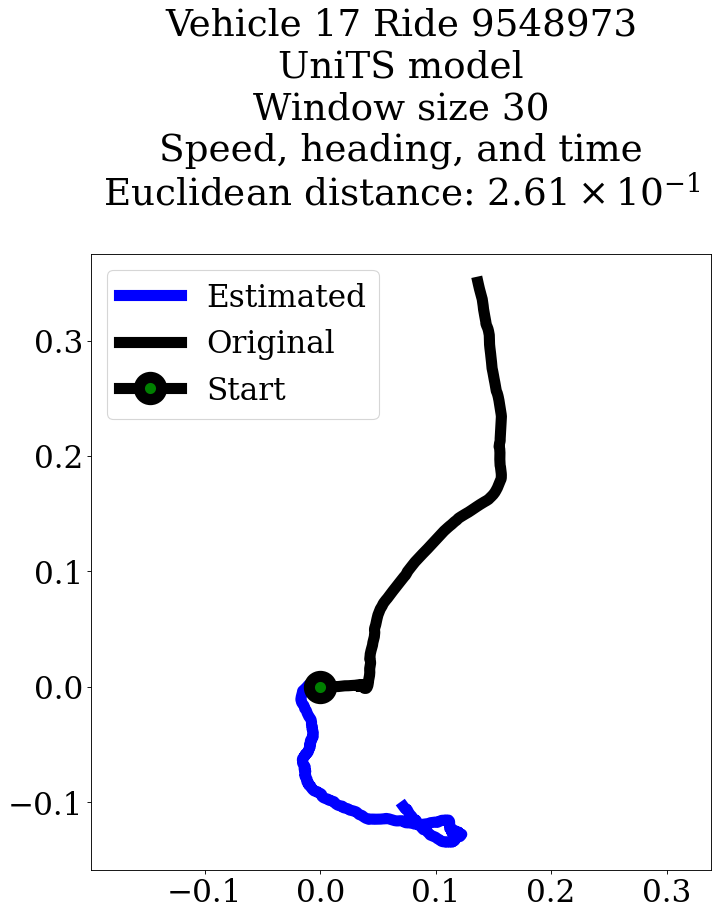 Vehicle 17 Ride 9548973
UniTS model
Window size 30
Speed, heading, and time
Euclidean distance: 2.61 × 10⁻¹
Estimated
Original
Start
0.3
0.2
0.1
0.0
−0.1
−0.1 0.0 0.1 0.2 0.3